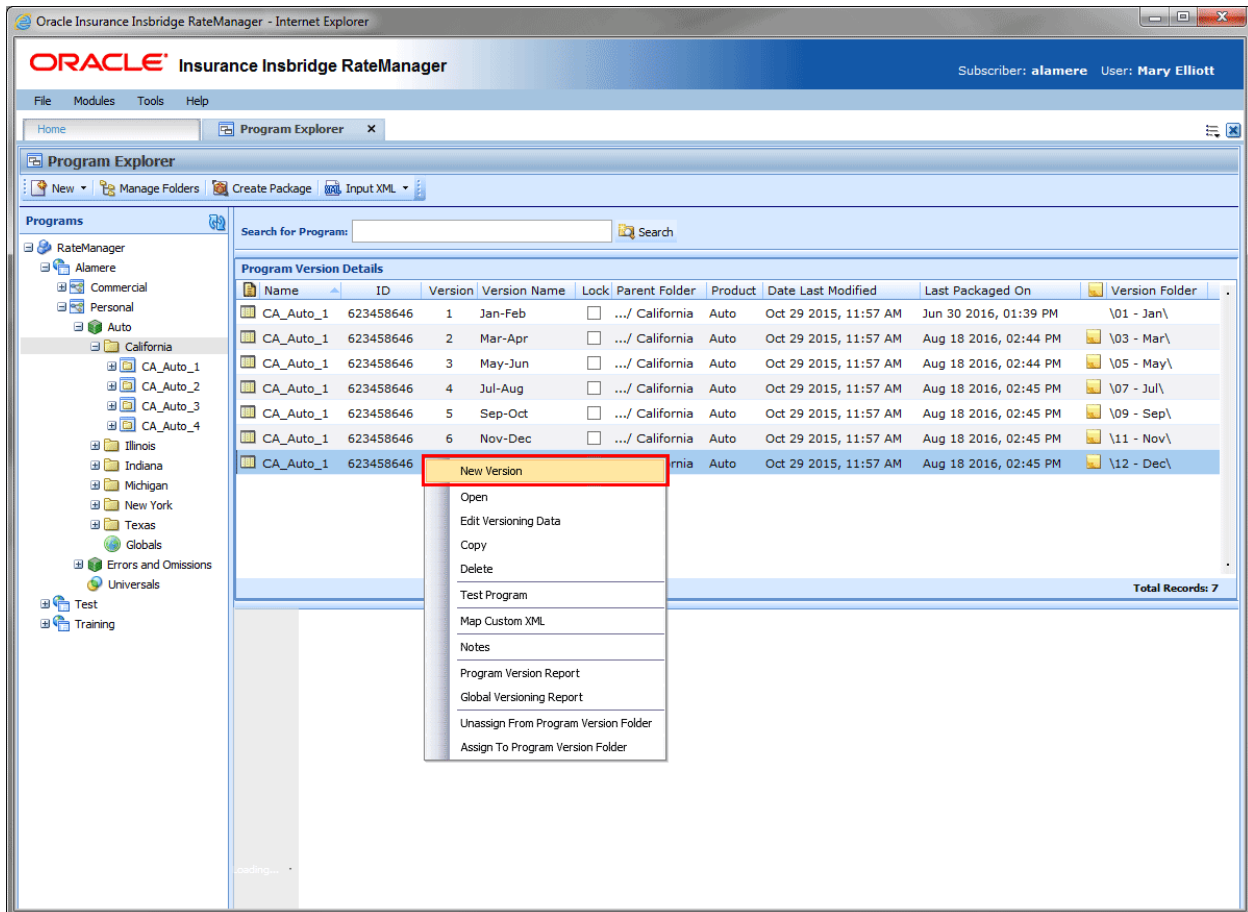 Oracle Insurance Insbridge RateManager - Internet Explorer
ORACLE® Insurance Insbridge RateManager
Subscriber: alamere User: Mary Elliott
File Modules Tools Help
Home Program Explorer x
Program Explorer
New Manage Folders Create Package Input XML
Programs
RateManager
Alamere
Commercial
Personal
Auto
California
CA_Auto_1
CA_Auto_2
CA_Auto_3
CA_Auto_4
Illinois
Indiana
Michigan
New York
Texas
Globals
Errors and Omissions
Universals
Test
Training
Search for Program: Search
Program Version Details
Name ID Version Version Name Lock Parent Folder Product Date Last Modified Last Packaged On Version Folder
CA_Auto_1 623458646 1 Jan-Feb .../ California Auto Oct 29 2015, 11:57 AM Jun 30 2016, 01:39 PM \01 - Jan\
CA_Auto_1 623458646 2 Mar-Apr .../ California Auto Oct 29 2015, 11:57 AM Aug 18 2016, 02:44 PM \03 - Mar\
CA_Auto_1 623458646 3 May-Jun .../ California Auto Oct 29 2015, 11:57 AM Aug 18 2016, 02:44 PM \05 - May\
CA_Auto_1 623458646 4 Jul-Aug .../ California Auto Oct 29 2015, 11:57 AM Aug 18 2016, 02:45 PM \07 - Jul\
CA_Auto_1 623458646 5 Sep-Oct .../ California Auto Oct 29 2015, 11:57 AM Aug 18 2016, 02:45 PM \09 - Sep\
CA_Auto_1 623458646 6 Nov-Dec .../ California Auto Oct 29 2015, 11:57 AM Aug 18 2016, 02:45 PM \11 - Nov\
CA_Auto_1 623458646 rnia Auto Oct 29 2015, 11:57 AM Aug 18 2016, 02:45 PM \12 - Dec\
New Version
Open
Edit Versioning Data
Copy
Delete
Test Program
Map Custom XML
Notes
Program Version Report
Global Versioning Report
Unassign From Program Version Folder
Assign To Program Version Folder
Total Records: 7
Loading...